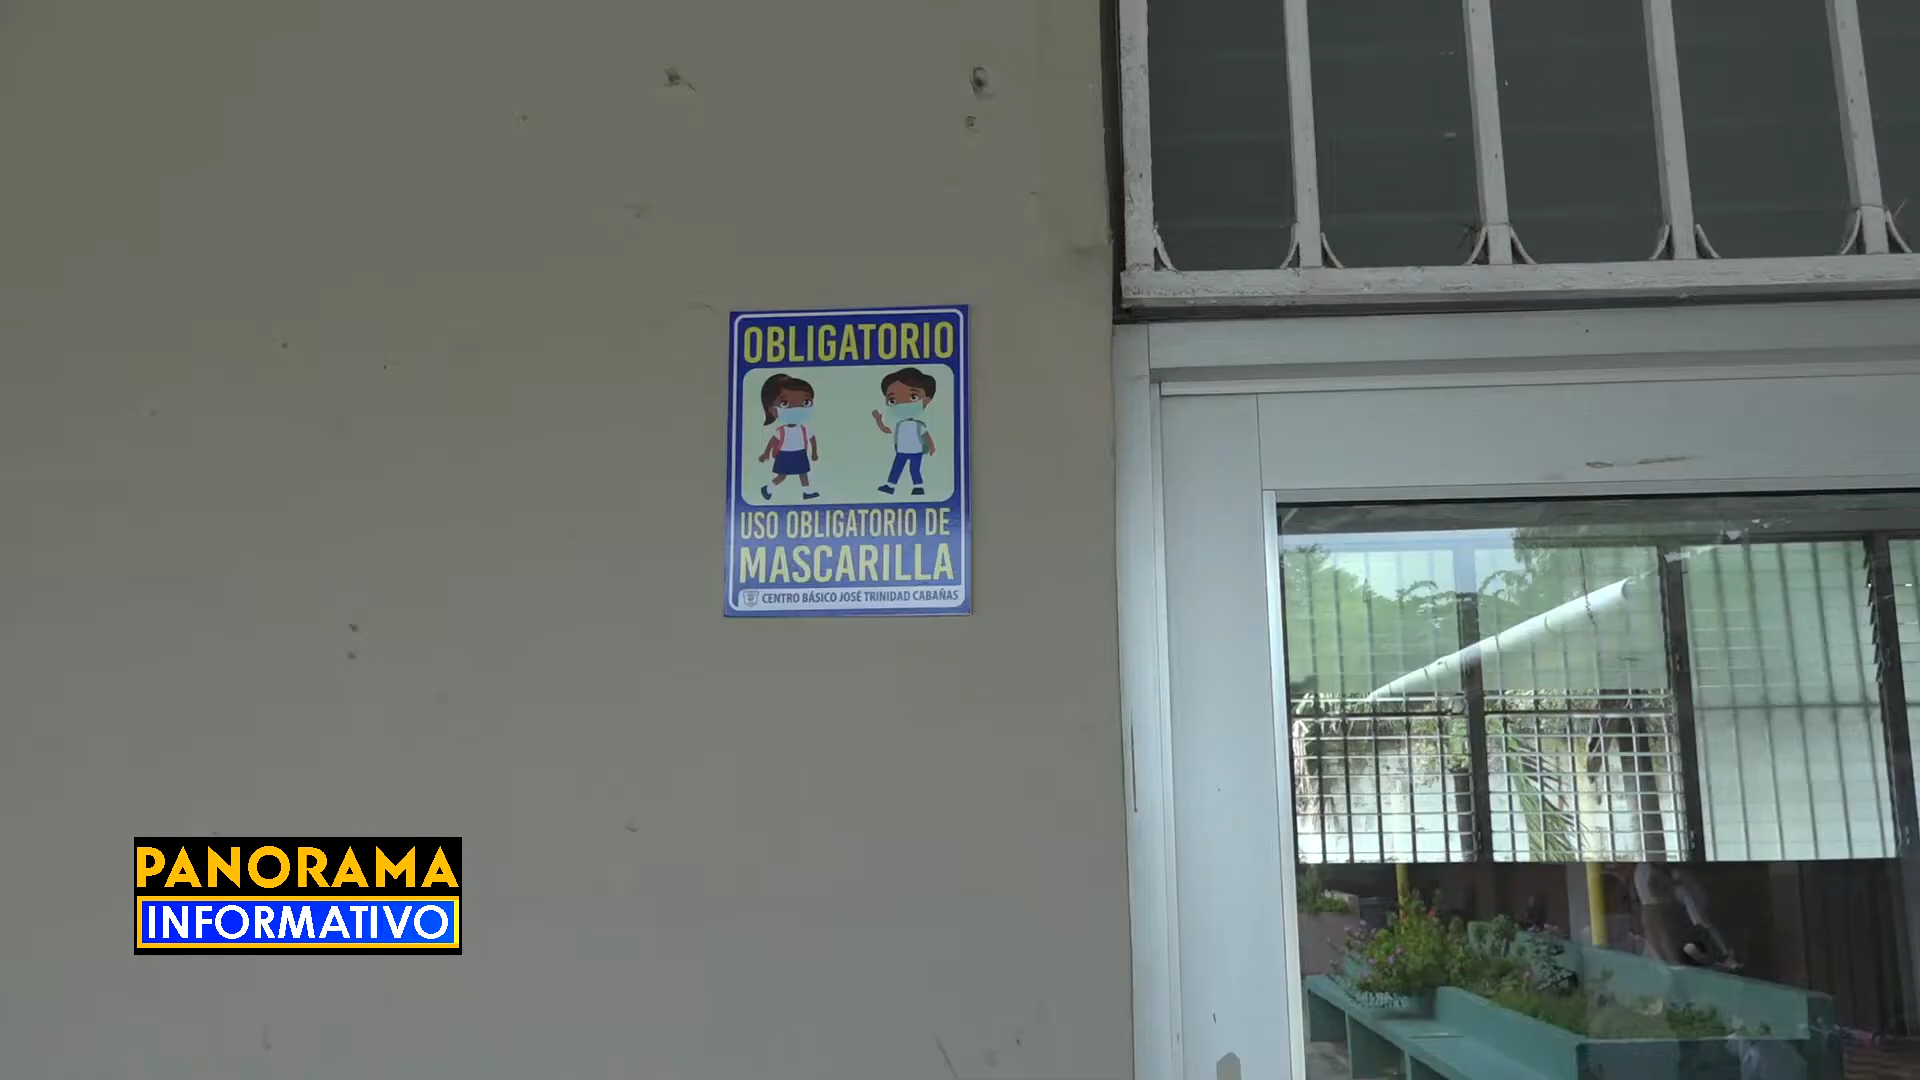 OBLIGATORIO
USO OBLIGATORIO DE
MASCARILLA
CENTRO BÁSICO JOSÉ TRINIDAD CABAÑAS
PANORAMA
INFORMATIVO